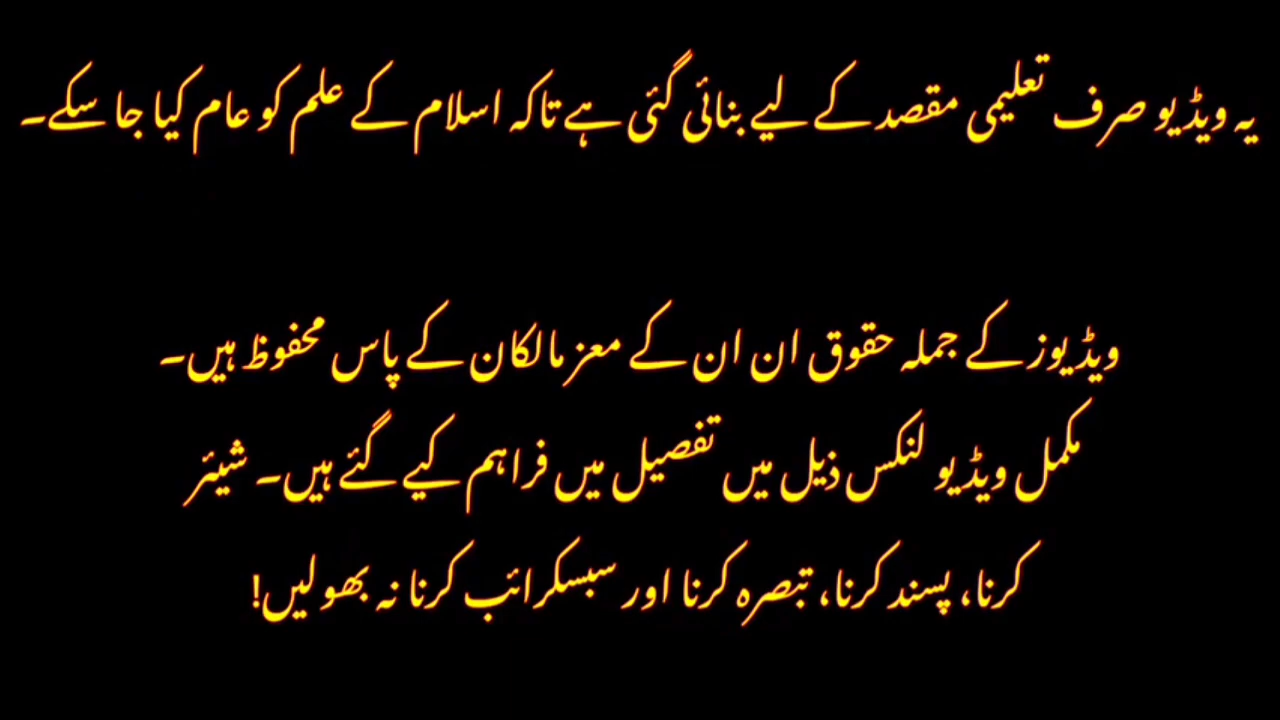 یہ ویڈیو صرف تعلیمی مقصد کے لیے بنائی گئی ہے تاکہ اسلام کے علم کو عام کیا جا سکے۔
ویڈیوز کے جملہ حقوق ان ان کے معزز مالکان کے پاس محفوظ ہیں۔
مکمل ویڈیو لنکس ذیل میں تفصیل میں فراہم کیے گئے ہیں۔ شیئر
کرنا، پسند کرنا، تبصرہ کرنا اور سبسکرائب کرنا نہ بھولیں!